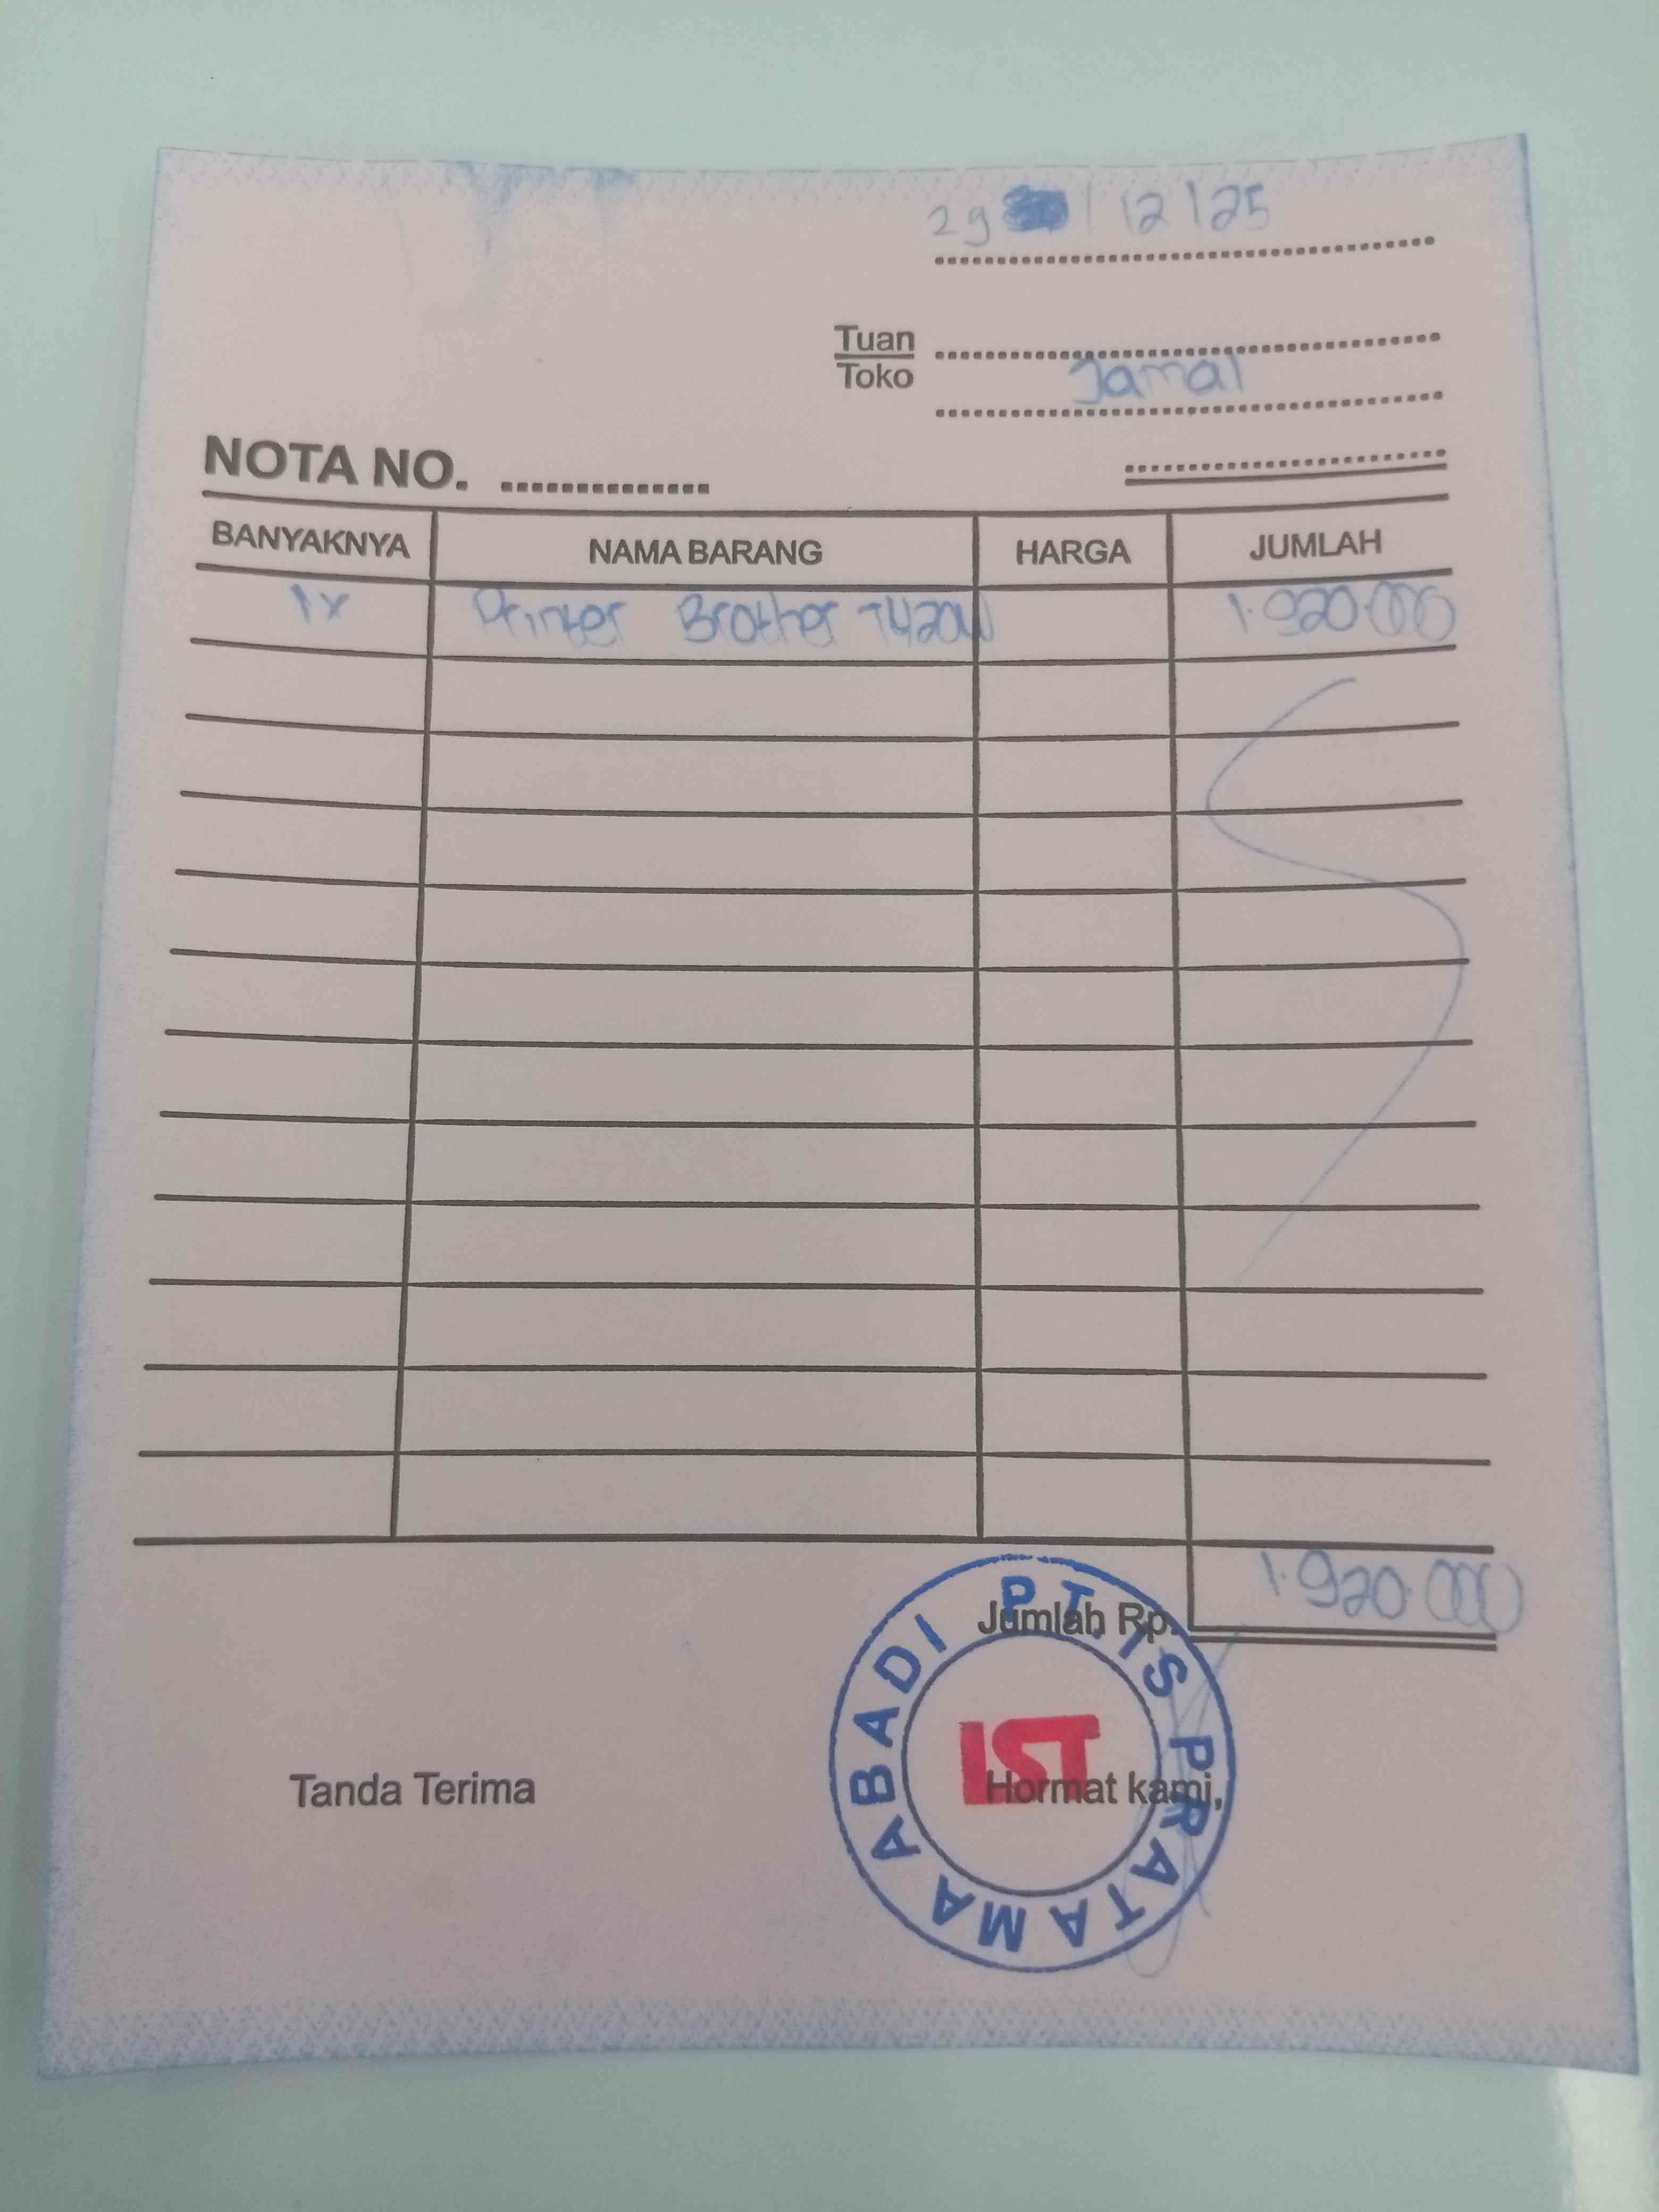 29 /12/25
Tuan
Toko
Jamal
NOTA NO. ...............
BANYAKNYA NAMA BARANG HARGA JUMLAH
1x Printer Brother T420W 1.920.000
Jumlah Rp. 1.920.000
Tanda Terima
Hormat kami,
PT. IS PRATAMA ABADI
IST